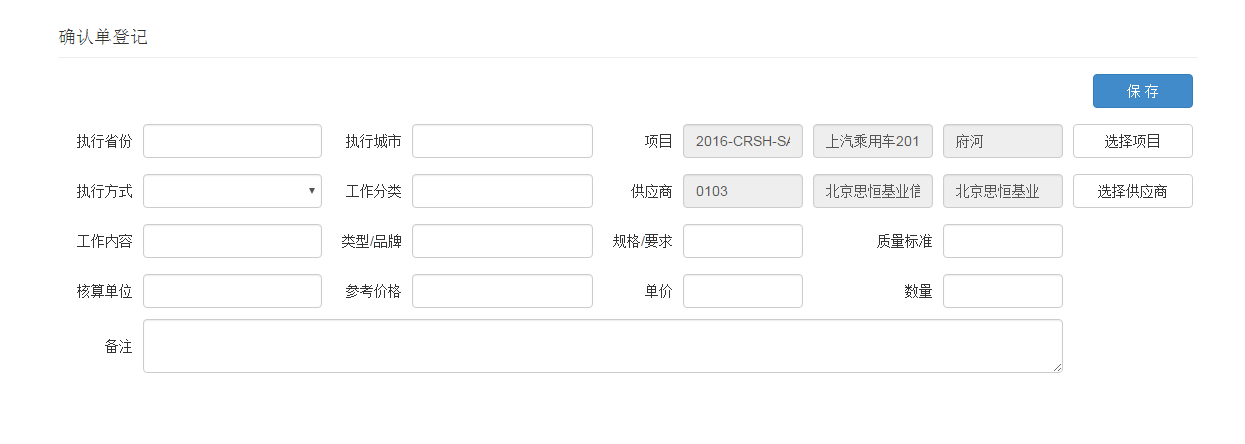 确认单登记
保 存
执行省份 执行城市 项目 2016-CRSH-SA 上汽乘用车201 府河 选择项目
执行方式 工作分类 供应商 0103 北京思恒基业信 北京思恒基业 选择供应商
工作内容 类型/品牌 规格/要求 质量标准
核算单位 参考价格 单价 数量
备注